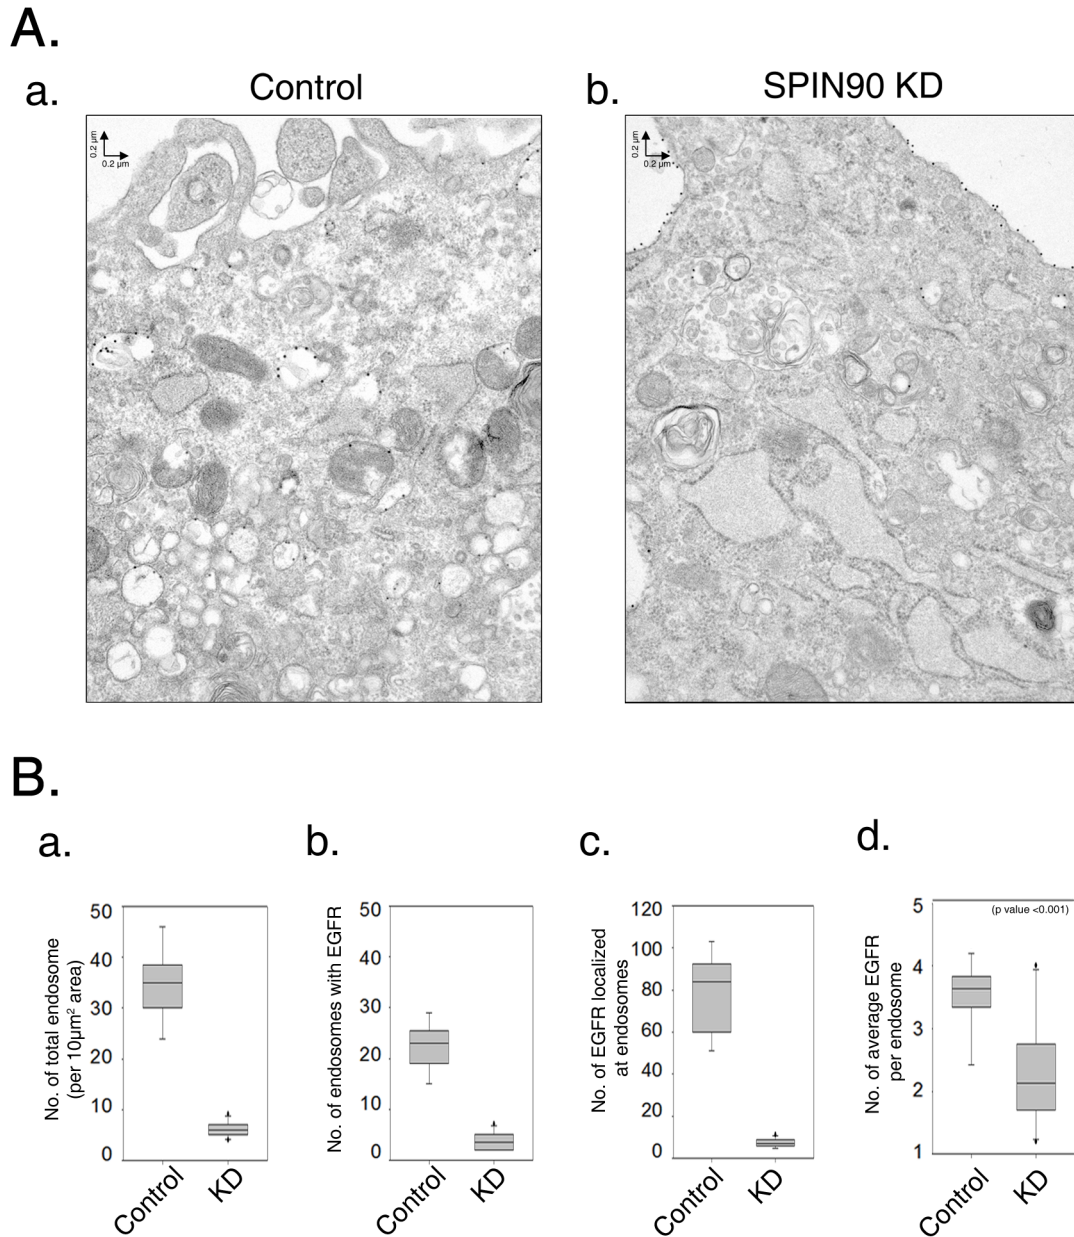 A.
a.
Control
b.
SPIN90 KD
0.2 μm
0.2 μm
0.2 μm
0.2 μm
B.
a.
b.
c.
d.
No. of total endosome
(per 10μm² area)
50
40
30
20
10
0
Control
KD
No. of endosomes with EGFR
50
40
30
20
10
0
Control
KD
No. of EGFR localized
at endosomes
120
100
80
60
40
20
0
Control
KD
No. of average EGFR
per endosome
(p value <0.001)
5
4
3
2
1
Control
KD